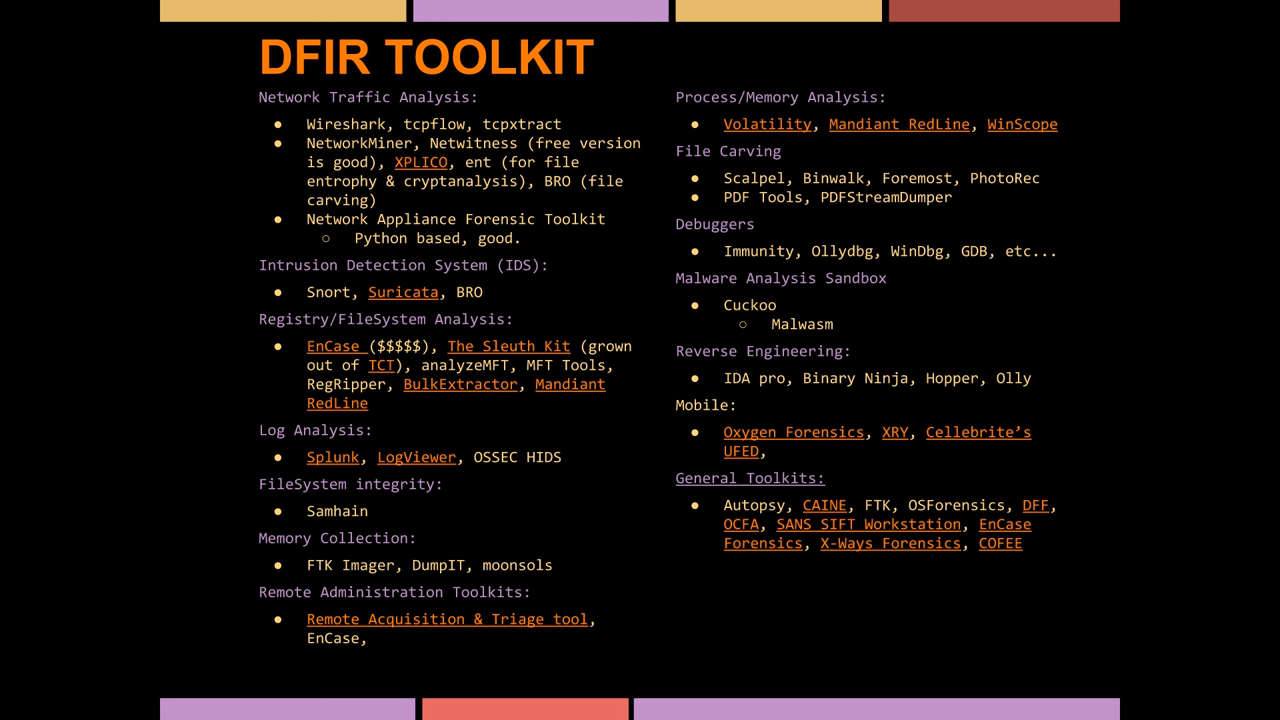 DFIR TOOLKIT
Network Traffic Analysis:
● Wireshark, tcpflow, tcpxtract
● NetworkMiner, Netwitness (free version
is good), XPLICO, ent (for file
entrophy & cryptanalysis), BRO (file
carving)
● Network Appliance Forensic Toolkit
○ Python based, good.
Intrusion Detection System (IDS):
● Snort, Suricata, BRO
Registry/FileSystem Analysis:
● EnCase ($$$$$), The Sleuth Kit (grown
out of TCT), analyzeMFT, MFT Tools,
RegRipper, BulkExtractor, Mandiant
RedLine
Log Analysis:
● Splunk, LogViewer, OSSEC HIDS
FileSystem integrity:
● Samhain
Memory Collection:
● FTK Imager, DumpIT, moonsols
Remote Administration Toolkits:
● Remote Acquisition & Triage tool,
EnCase,
Process/Memory Analysis:
● Volatility, Mandiant RedLine, WinScope
File Carving
● Scalpel, Binwalk, Foremost, PhotoRec
● PDF Tools, PDFStreamDumper
Debuggers
● Immunity, Ollydbg, WinDbg, GDB, etc...
Malware Analysis Sandbox
● Cuckoo
○ Malwasm
Reverse Engineering:
● IDA pro, Binary Ninja, Hopper, Olly
Mobile:
● Oxygen Forensics, XRY, Cellebrite’s
UFED,
General Toolkits:
● Autopsy, CAINE, FTK, OSForensics, DFF,
OCFA, SANS SIFT Workstation, EnCase
Forensics, X-Ways Forensics, COFEE